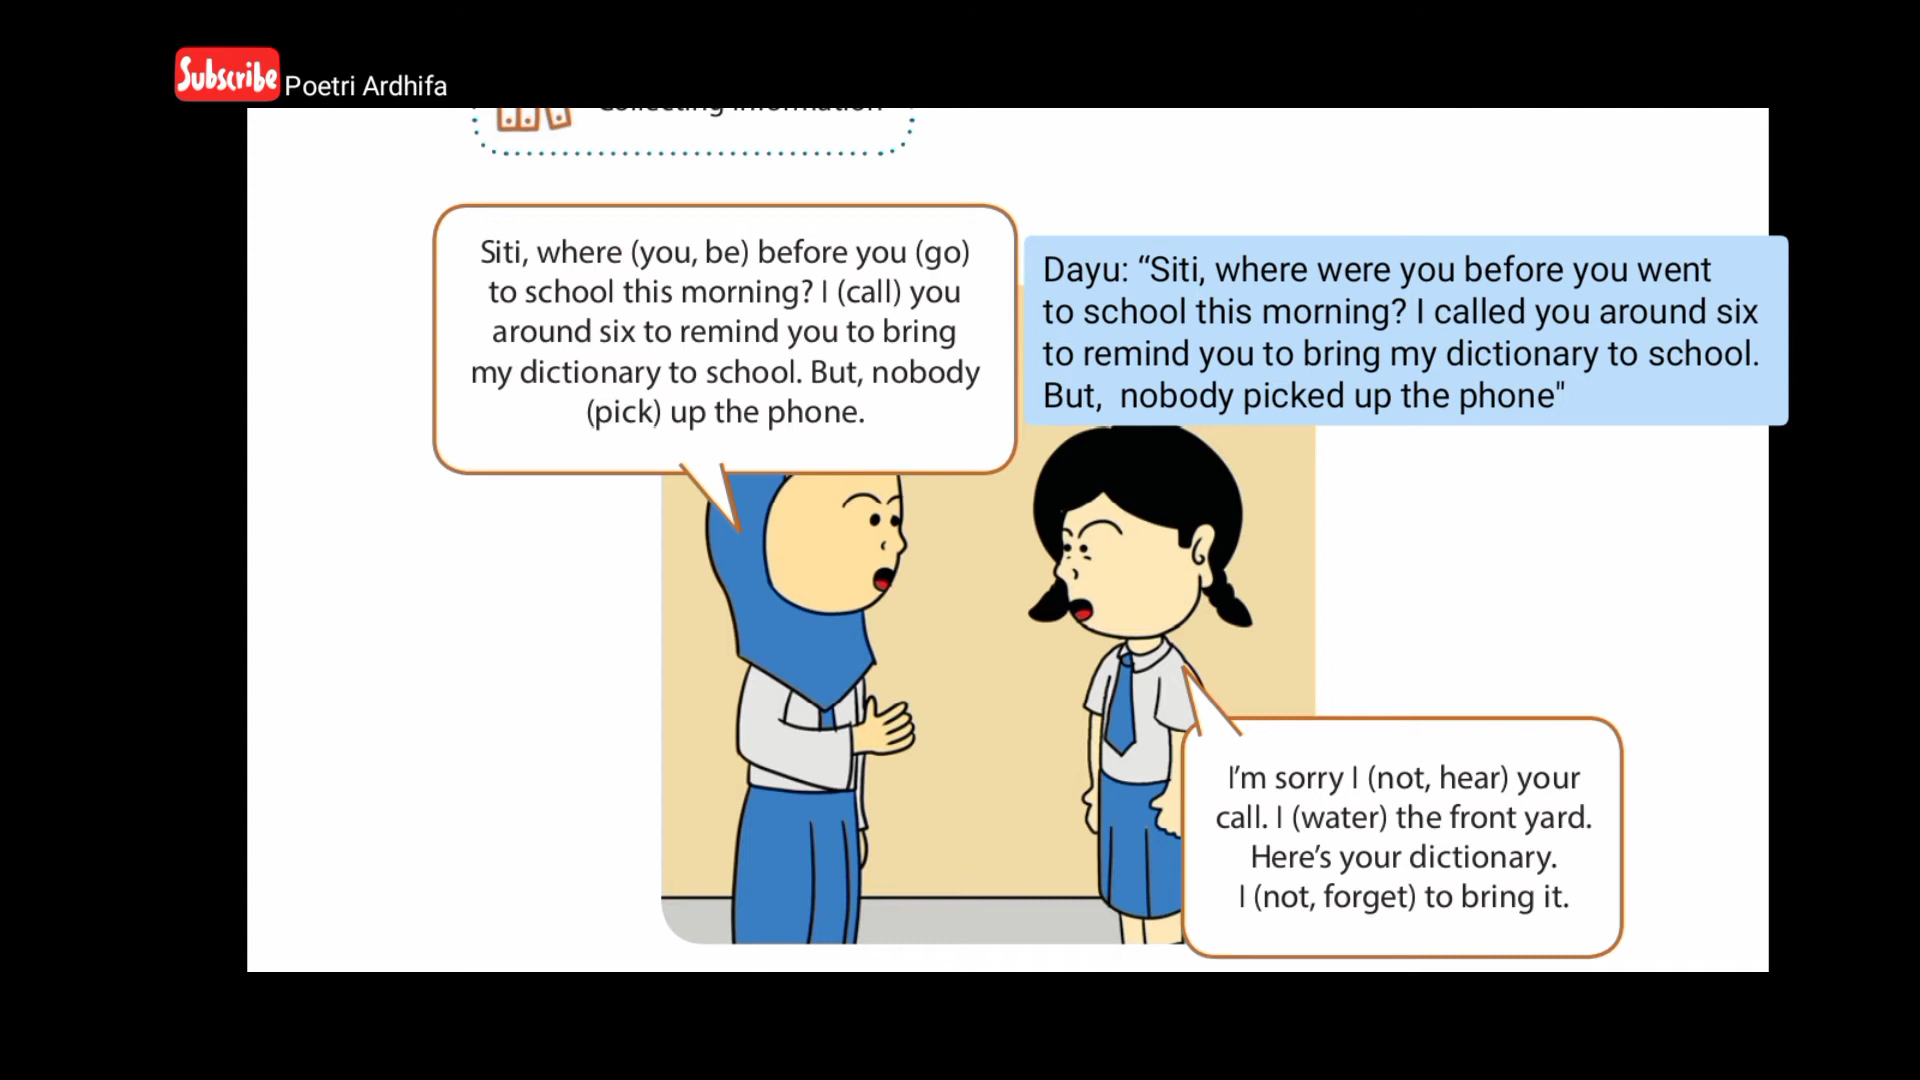 Subscribe Poetri Ardhifa
Collecting Information
Siti, where (you, be) before you (go)
to school this morning? I (call) you
around six to remind you to bring
my dictionary to school. But, nobody
(pick) up the phone.
Dayu: “Siti, where were you before you went
to school this morning? I called you around six
to remind you to bring my dictionary to school.
But,  nobody picked up the phone"
I’m sorry I (not, hear) your
call. I (water) the front yard.
Here’s your dictionary.
I (not, forget) to bring it.